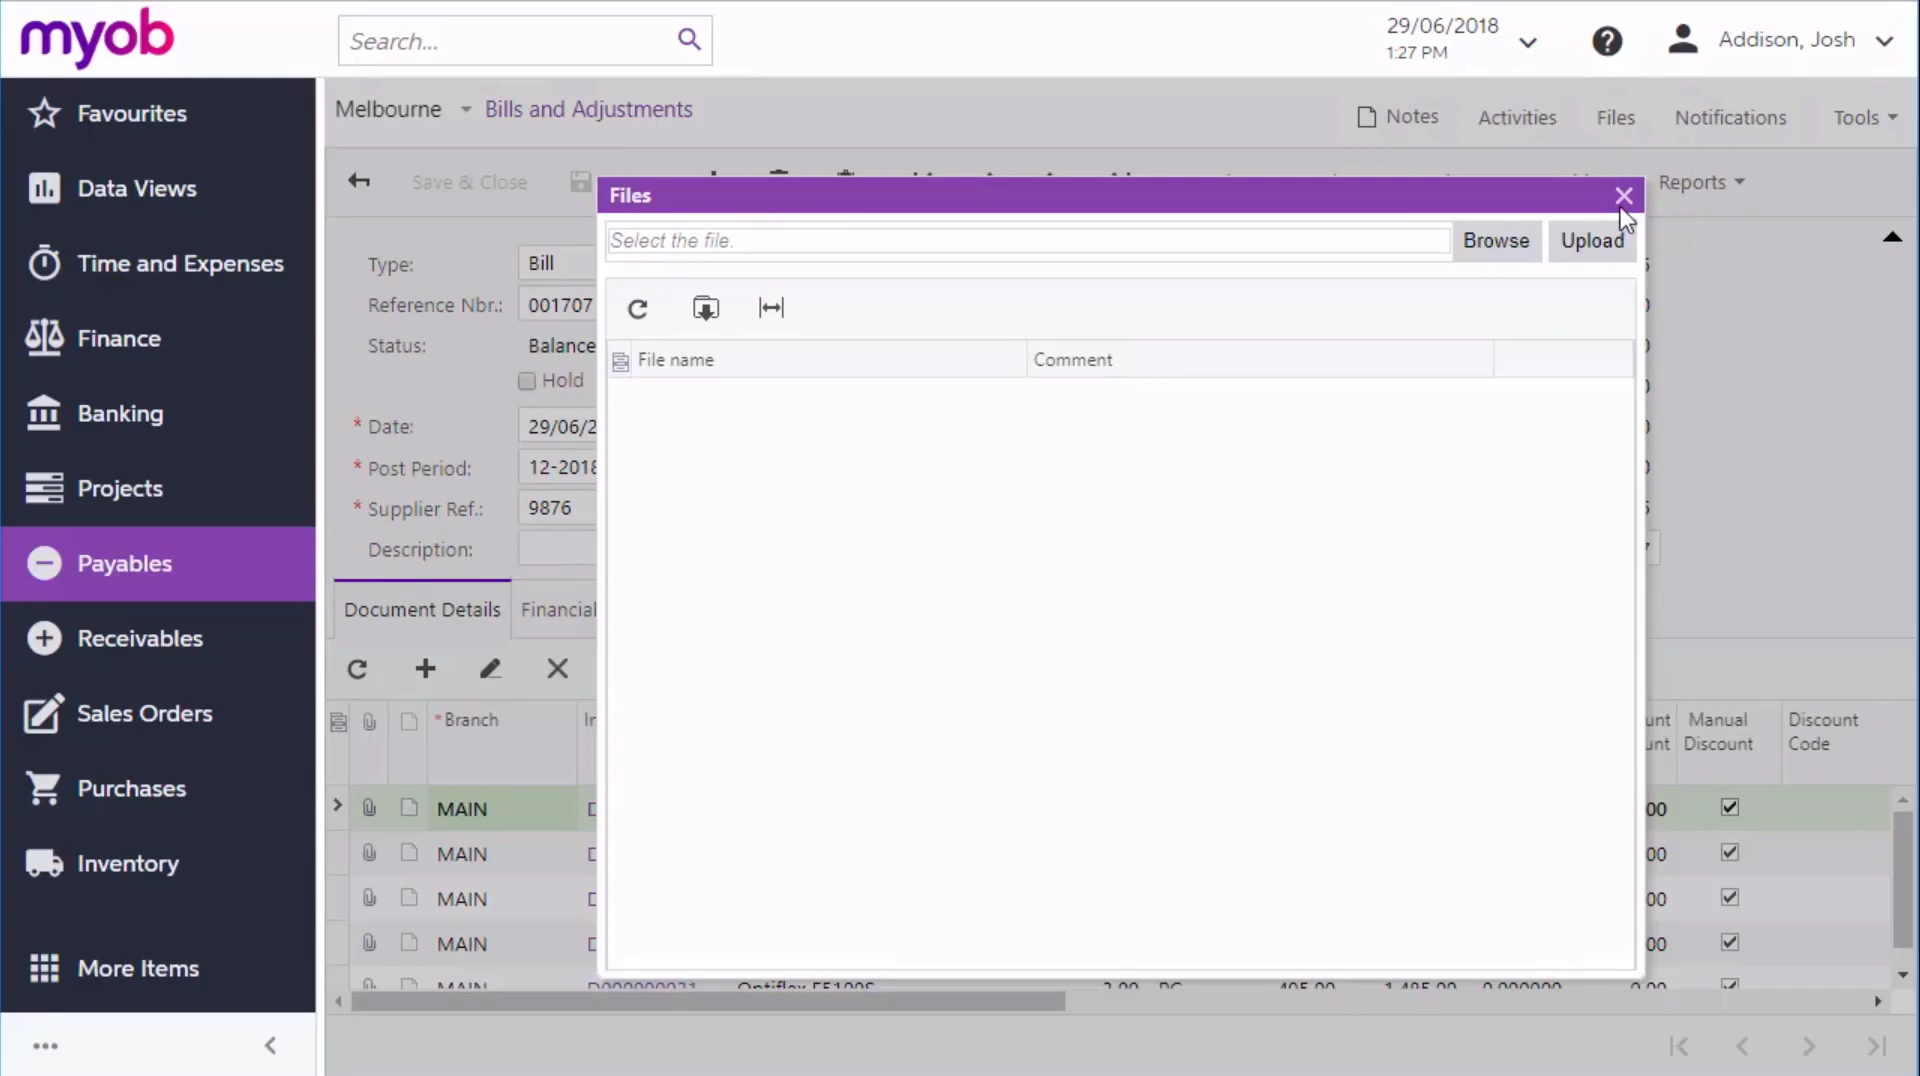 myob
Search...
29/06/2018
1:27 PM
Addison, Josh
Favourites
Data Views
Time and Expenses
Finance
Banking
Projects
Payables
Receivables
Sales Orders
Purchases
Inventory
More Items
Melbourne
Bills and Adjustments
Notes
Activities
Files
Notifications
Tools
Save & Close
Reports
Files
Select the file.
Browse
Upload
File name
Comment
Type:
Bill
Reference Nbr.:
001707
Status:
Balance
Hold
* Date:
29/06/2
* Post Period:
12-2018
* Supplier Ref.:
9876
Description:
Document Details
Financial
* Branch
Manual Discount
Discount Code
MAIN
00
MAIN
00
MAIN
00
MAIN
00